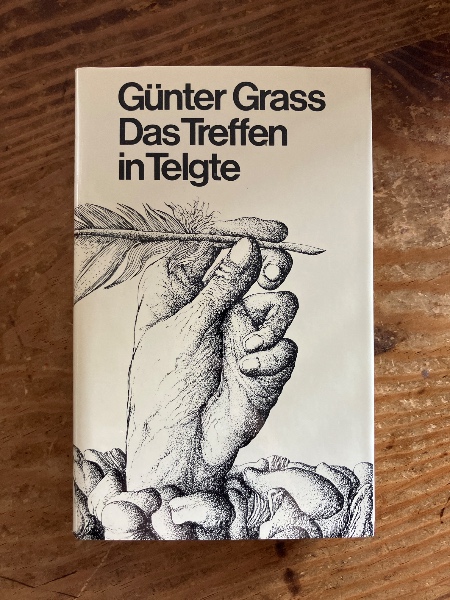 Günter Grass
Das Treffen
in Telgte